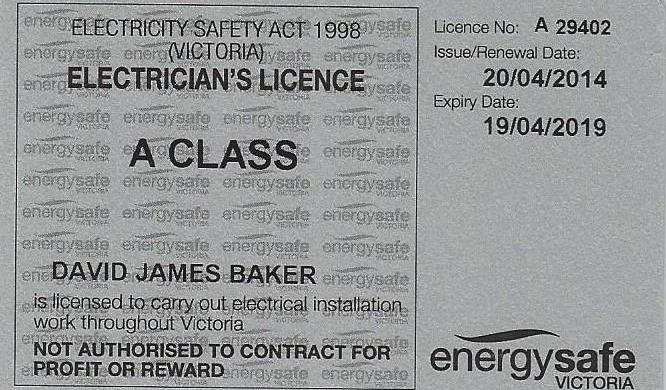 ELECTRICITY SAFETY ACT 1998
(VICTORIA)
ELECTRICIAN'S LICENCE
A CLASS
DAVID JAMES BAKER
is licensed to carry out electrical installation
work throughout Victoria
NOT AUTHORISED TO CONTRACT FOR
PROFIT OR REWARD
Licence No: A 29402
Issue/Renewal Date:
20/04/2014
Expiry Date:
19/04/2019
energysafe
VICTORIA